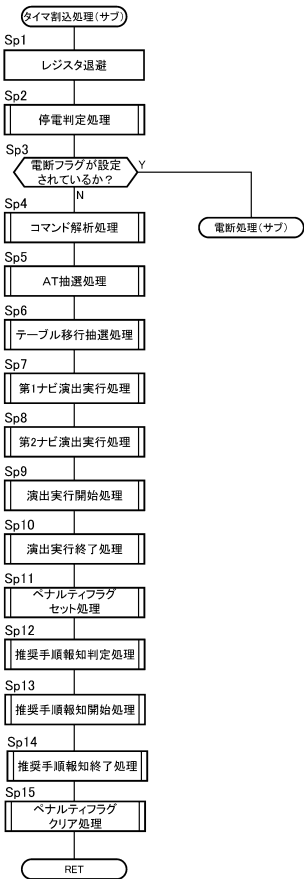 タイマ割込処理(サブ)
Sp1
レジスタ退避
Sp2
停電判定処理
Sp3
電断フラグが設定
されているか？
Y
N
電断処理(サブ)
Sp4
コマンド解析処理
Sp5
AT抽選処理
Sp6
テーブル移行抽選処理
Sp7
第1ナビ演出実行処理
Sp8
第2ナビ演出実行処理
Sp9
演出実行開始処理
Sp10
演出実行終了処理
Sp11
ペナルティフラグ
セット処理
Sp12
推奨手順報知判定処理
Sp13
推奨手順報知開始処理
Sp14
推奨手順報知終了処理
Sp15
ペナルティフラグ
クリア処理
RET